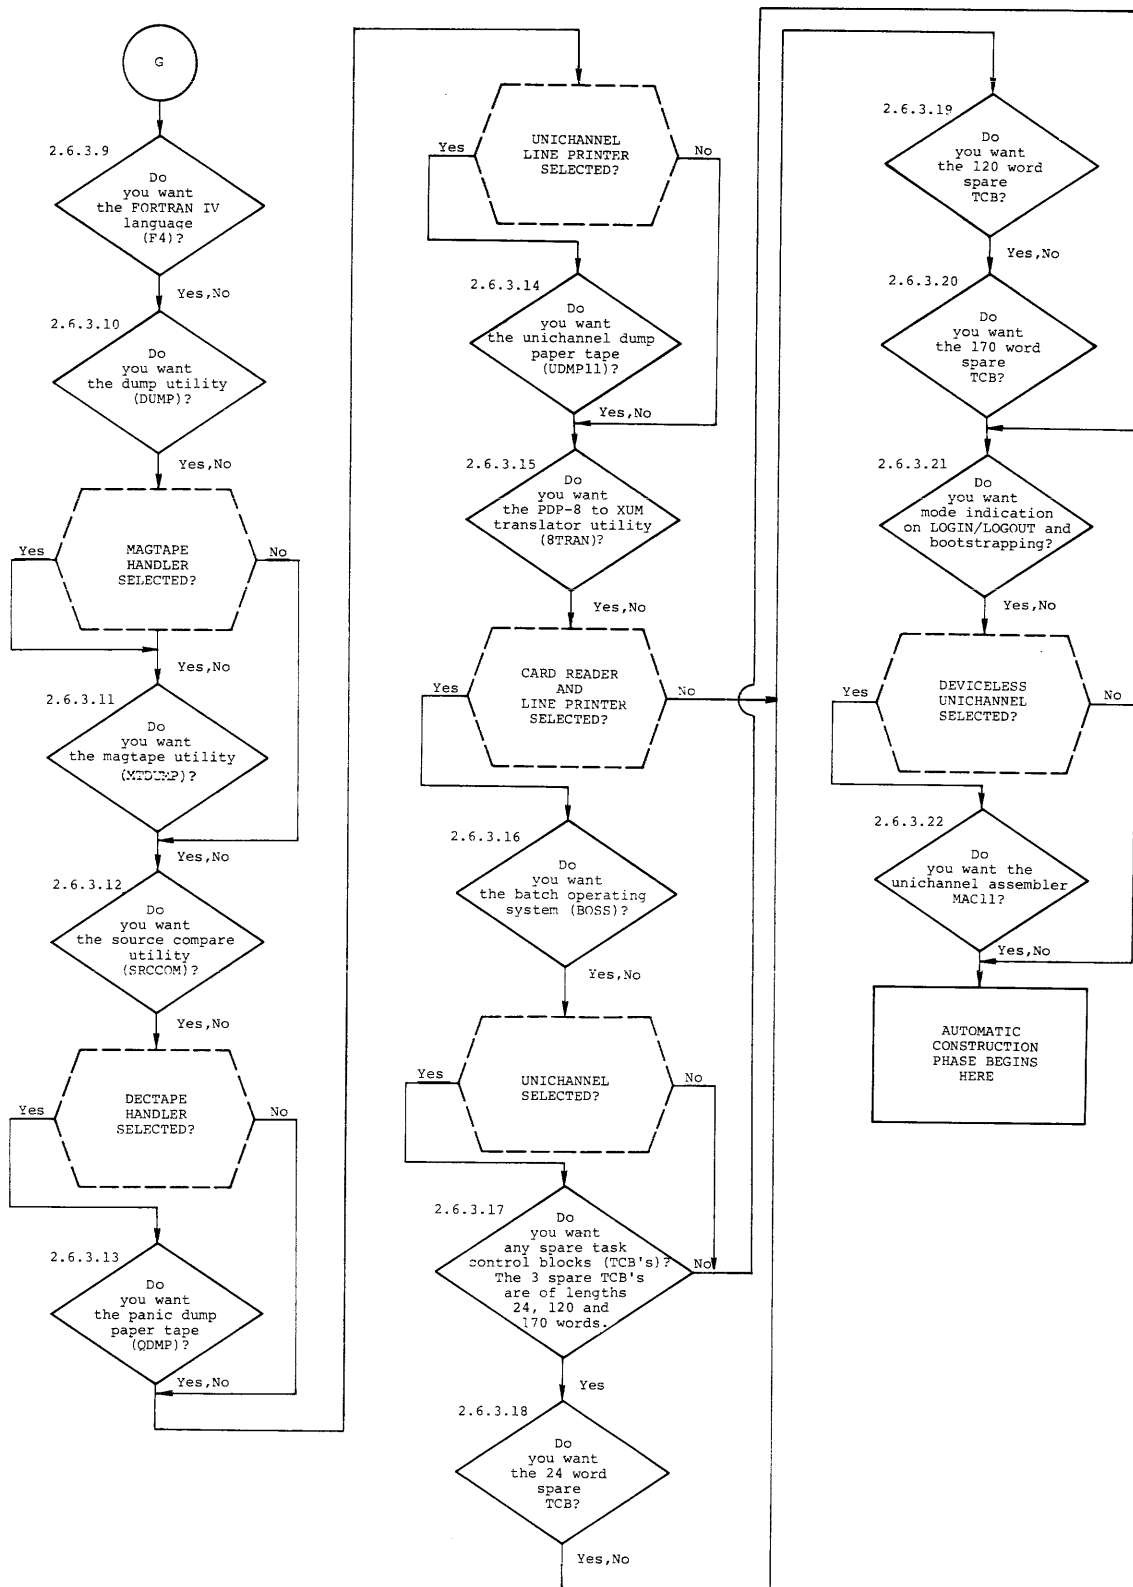 G
2.6.3.9
Do
you want
the FORTRAN IV
language
(F4)?
Yes,No
2.6.3.10
Do
you want
the dump utility
(DUMP)?
Yes,No
Yes
MAGTAPE
HANDLER
SELECTED?
No
Yes,No
2.6.3.11
Do
you want
the magtape utility
(MTDUMP)?
Yes,No
2.6.3.12
Do
you want
the source compare
utility
(SRCCOM)?
Yes,No
Yes
DECTAPE
HANDLER
SELECTED?
No
2.6.3.13
Do
you want
the panic dump
paper tape
(QDMP)?
Yes,No
Yes
UNICHANNEL
LINE PRINTER
SELECTED?
No
2.6.3.14
Do
you want
the unichannel dump
paper tape
(UDMP11)?
Yes,No
2.6.3.15
Do
you want
the PDP-8 to XUM
translator utility
(8TRAN)?
Yes,No
Yes
CARD READER
AND
LINE PRINTER
SELECTED?
No
2.6.3.16
Do
you want
the batch operating
system (BOSS)?
Yes,No
Yes
UNICHANNEL
SELECTED?
No
2.6.3.17
Do
you want
any spare task
control blocks (TCB's)?
The 3 spare TCB's
are of lengths
24, 120 and
170 words.
No
Yes
2.6.3.18
Do
you want
the 24 word
spare
TCB?
Yes,No
2.6.3.19
Do
you want
the 120 word
spare
TCB?
Yes,No
2.6.3.20
Do
you want
the 170 word
spare
TCB?
2.6.3.21
Do
you want
mode indication
on LOGIN/LOGOUT and
bootstrapping?
Yes,No
Yes
DEVICELESS
UNICHANNEL
SELECTED?
No
2.6.3.22
Do
you want the
unichannel assembler
MAC11?
Yes,No
AUTOMATIC
CONSTRUCTION
PHASE BEGINS
HERE